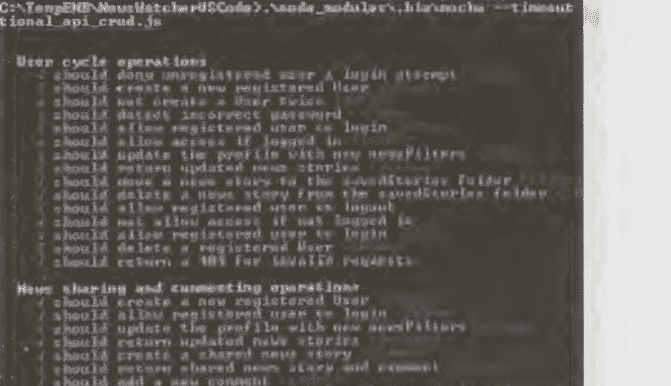 C:\TempEWB\NewsWatcherVSCode>.\node_modules\.bin\mocha --timeout
tional_api_crud.js
User cycle operations
should deny unregistered user a login attempt
should create a new registered User
should not create a User twice
should detect incorrect password
should allow registered user to login
should allow access if logged in
should update the profile with new newsFilters
should return updated news stories
should move a news story to the savedStories folder
should delete a news story from the savedStories folder
should allow registered user to logout
should not allow access if not logged in
should allow registered user to login
should delete a registered User
should return a 404 for invalid requests
News sharing and commenting operations
should create a new registered User
should allow registered user to login
should update the profile with new newsFilters
should return updated news stories
should create a shared news story
should return shared news story and comment
should add a new comment